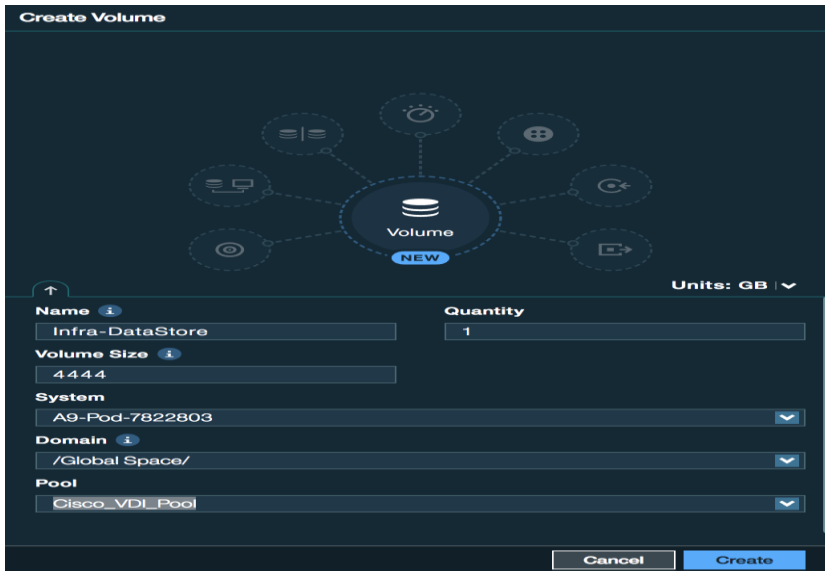 Create Volume
Volume
NEW
Units: GB
Name
Quantity
Infra-DataStore
1
Volume Size
4444
System
A9-Pod-7822803
Domain
/Global Space/
Pool
Cisco_VDI_Pool
Cancel
Create